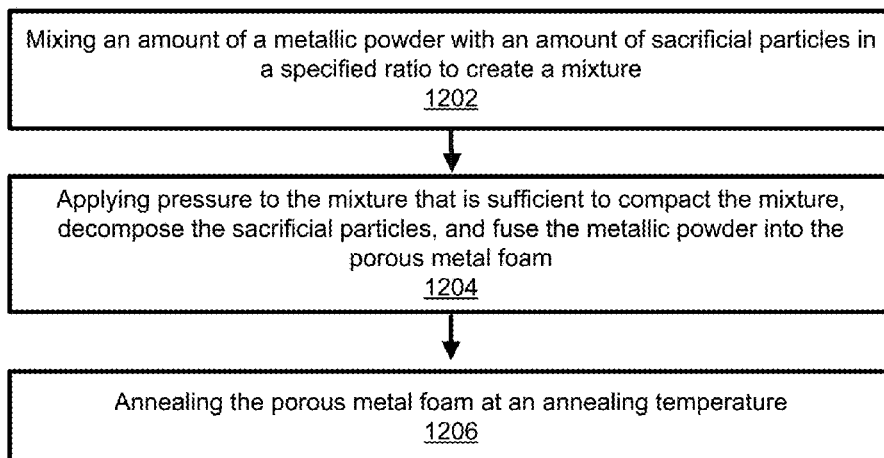 Mixing an amount of a metallic powder with an amount of sacrificial particles in
a specified ratio to create a mixture
1202
Applying pressure to the mixture that is sufficient to compact the mixture,
decompose the sacrificial particles, and fuse the metallic powder into the
porous metal foam
1204
Annealing the porous metal foam at an annealing temperature
1206